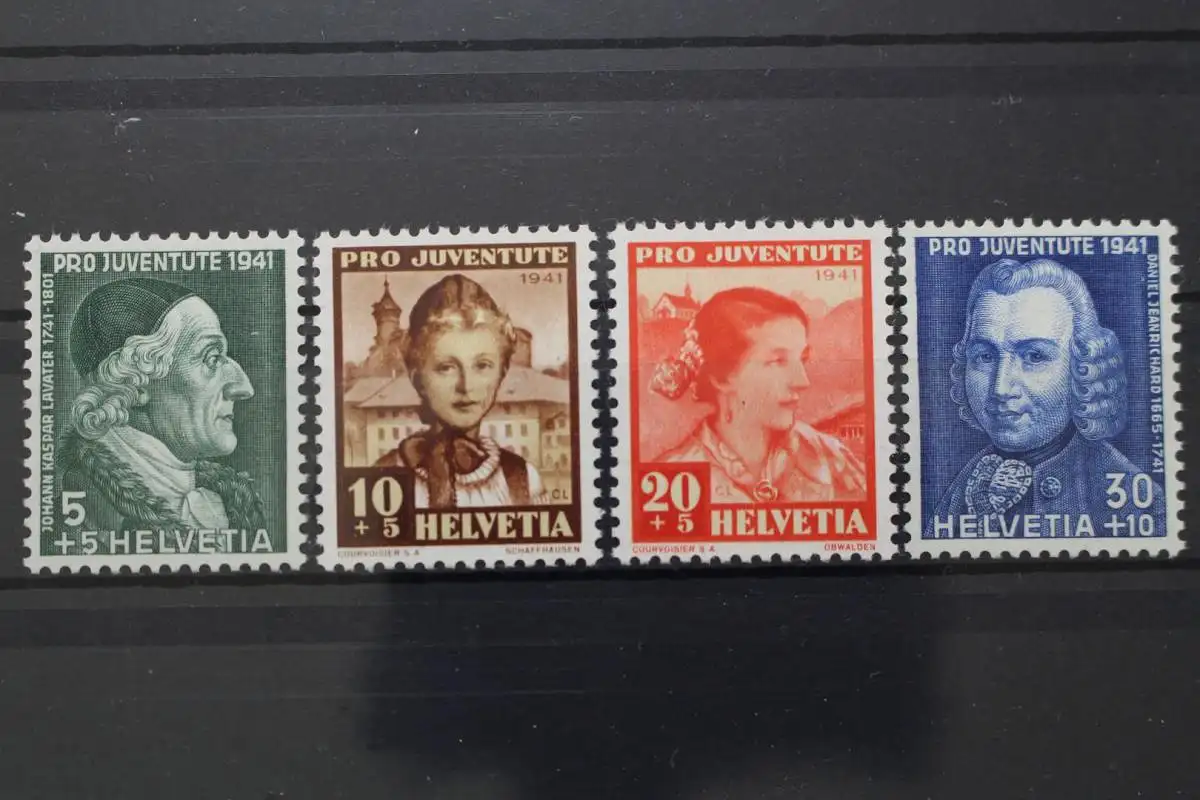 PRO JUVENTUTE 1941
JOHANN KASPAR LAVATER 1741-1801
5
+5 HELVETIA
PRO JUVENTUTE
1941
CL
10
+5 HELVETIA
COURVOISIER S A SCHAFFHAUSEN
PRO JUVENTUTE
1941
CL
20
+5 HELVETIA
COURVOISIER S A OBWALDEN
PRO JUVENTUTE 1941
DANIEL JEANRICHARD 1665-1741
30
HELVETIA +10